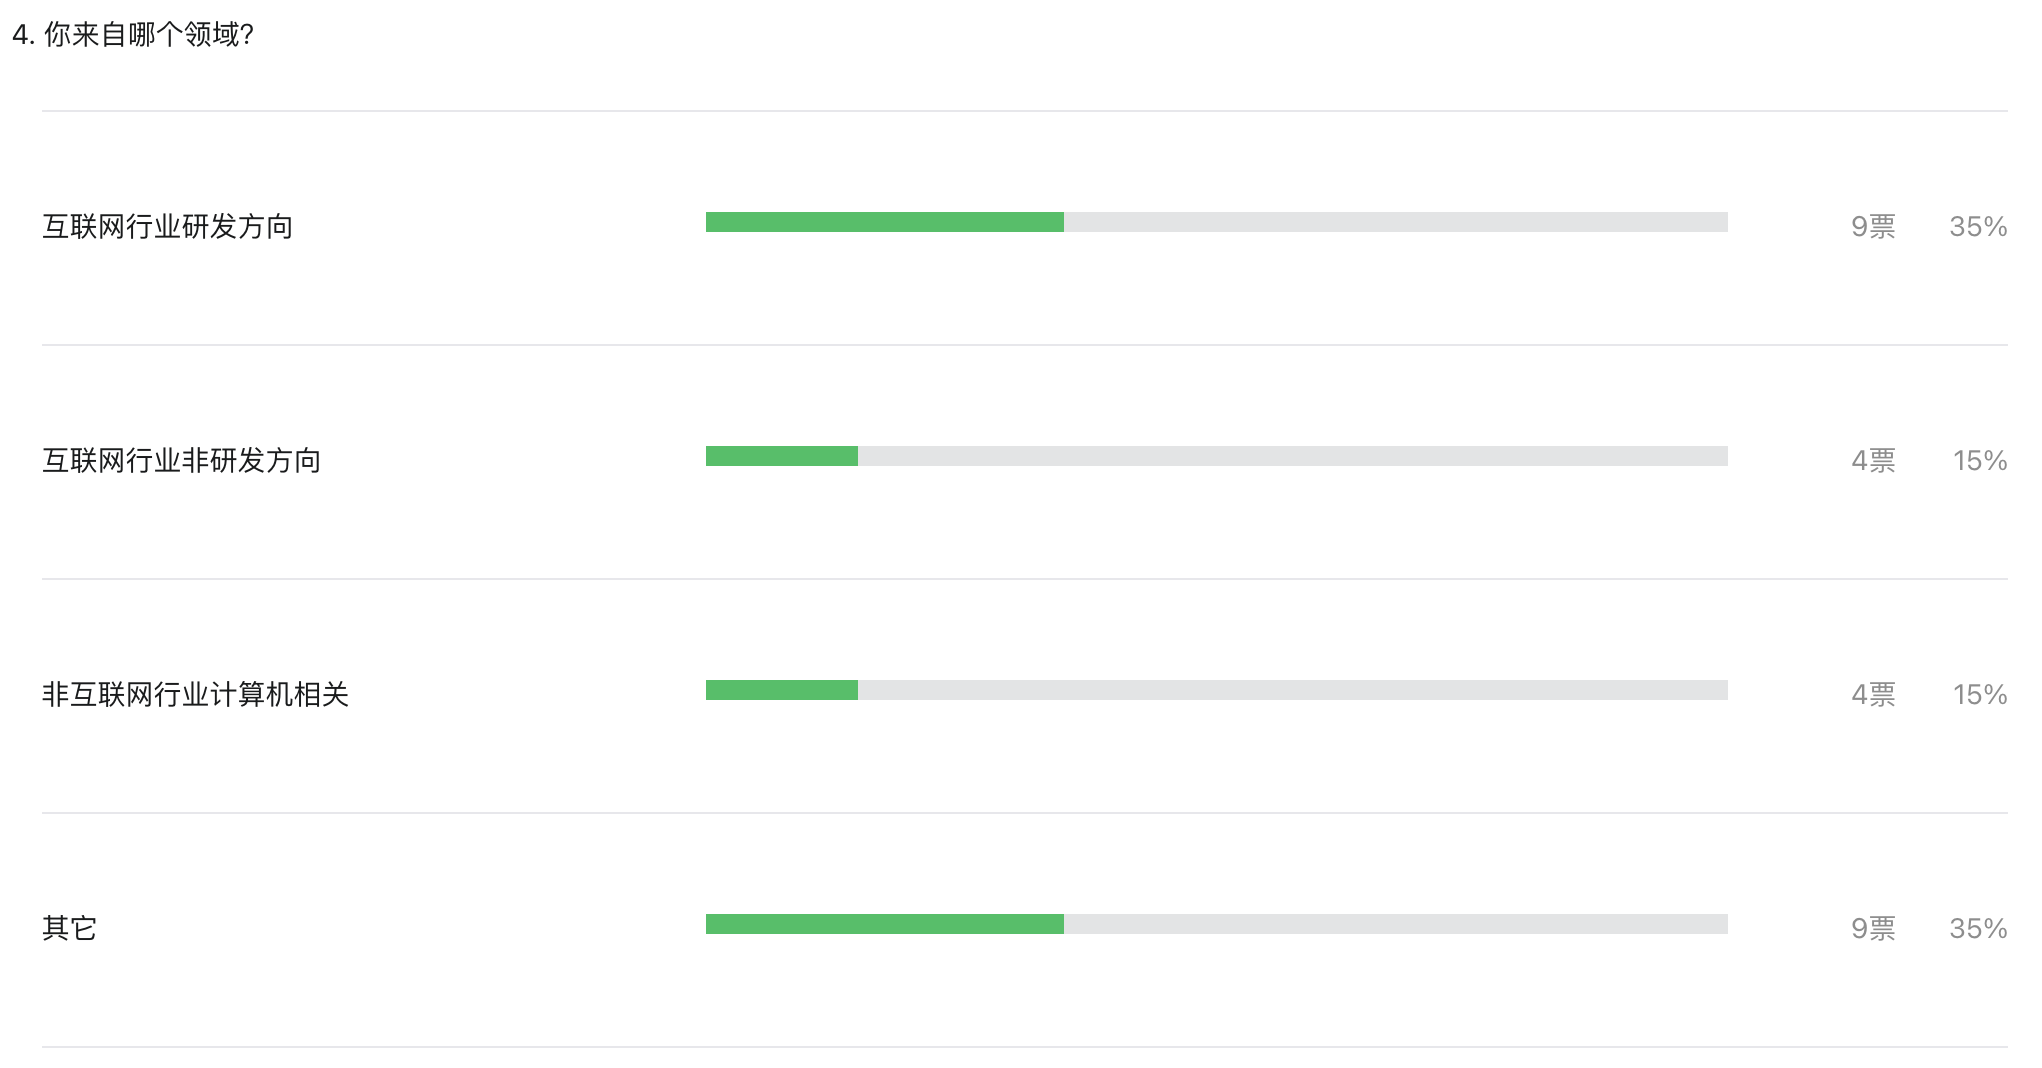 4. 你来自哪个领域?
互联网行业研发方向 9票 35%
互联网行业非研发方向 4票 15%
非互联网行业计算机相关 4票 15%
其它 9票 35%